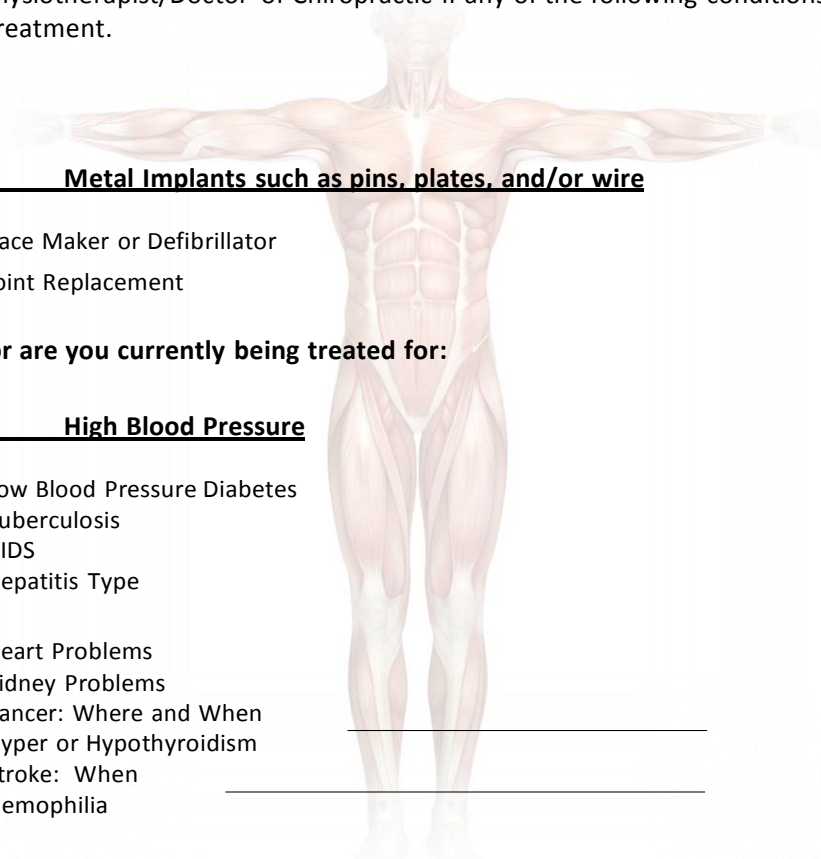 hysiotherapist/Doctor of Chiropractic if any of the following conditions
reatment.
Metal Implants such as pins, plates, and/or wire
ace Maker or Defibrillator
oint Replacement
or are you currently being treated for:
High Blood Pressure
ow Blood Pressure Diabetes
uberculosis
IDS
epatitis Type
eart Problems
idney Problems
ancer: Where and When
yper or Hypothyroidism
troke: When
emophilia